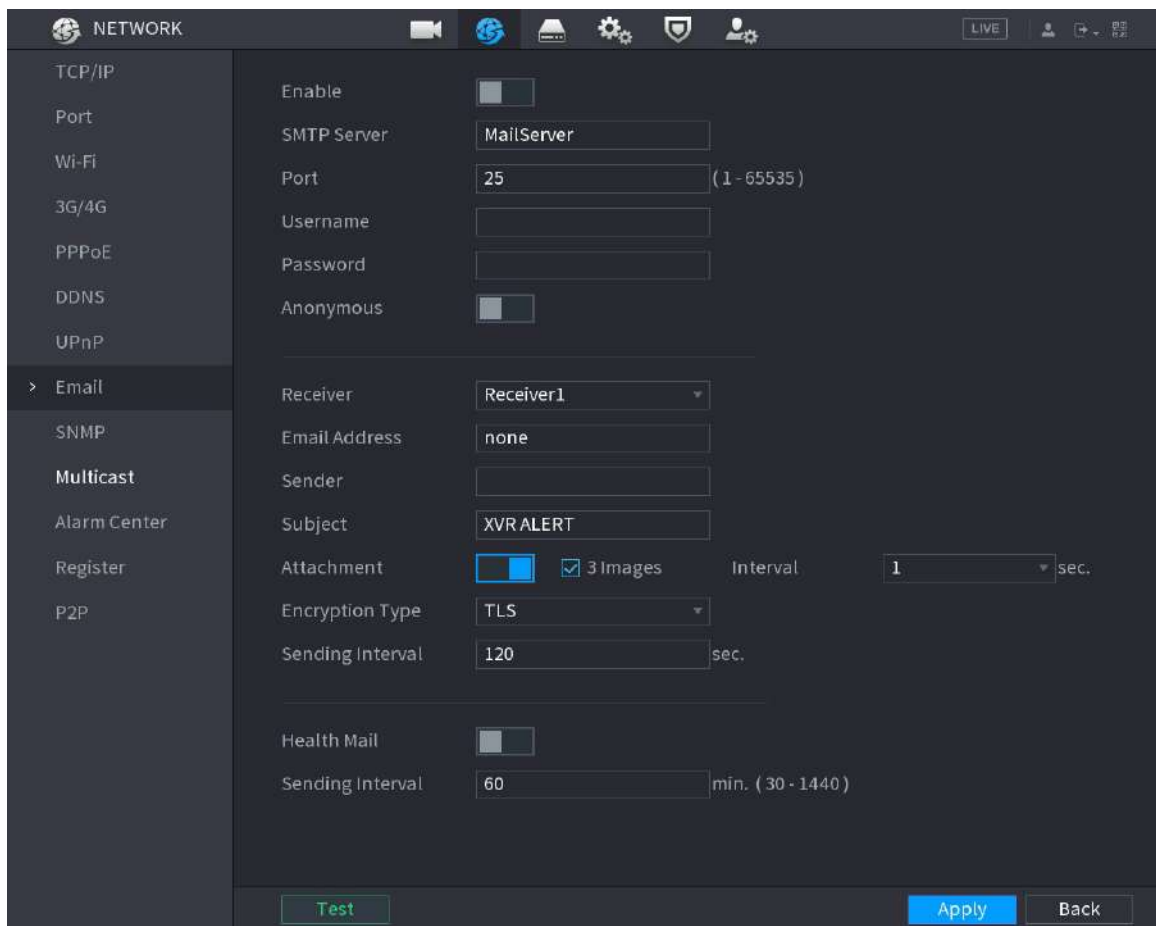 NETWORK
LIVE
TCP/IP
Port
Wi-Fi
3G/4G
PPPoE
DDNS
UPnP
> Email
SNMP
Multicast
Alarm Center
Register
P2P
Enable
SMTP Server MailServer
Port 25 (1 - 65535)
Username
Password
Anonymous
Receiver Receiver1
Email Address none
Sender
Subject XVR ALERT
Attachment 3 Images Interval 1 sec.
Encryption Type TLS
Sending Interval 120 sec.
Health Mail
Sending Interval 60 min. (30 - 1440)
Test Apply Back